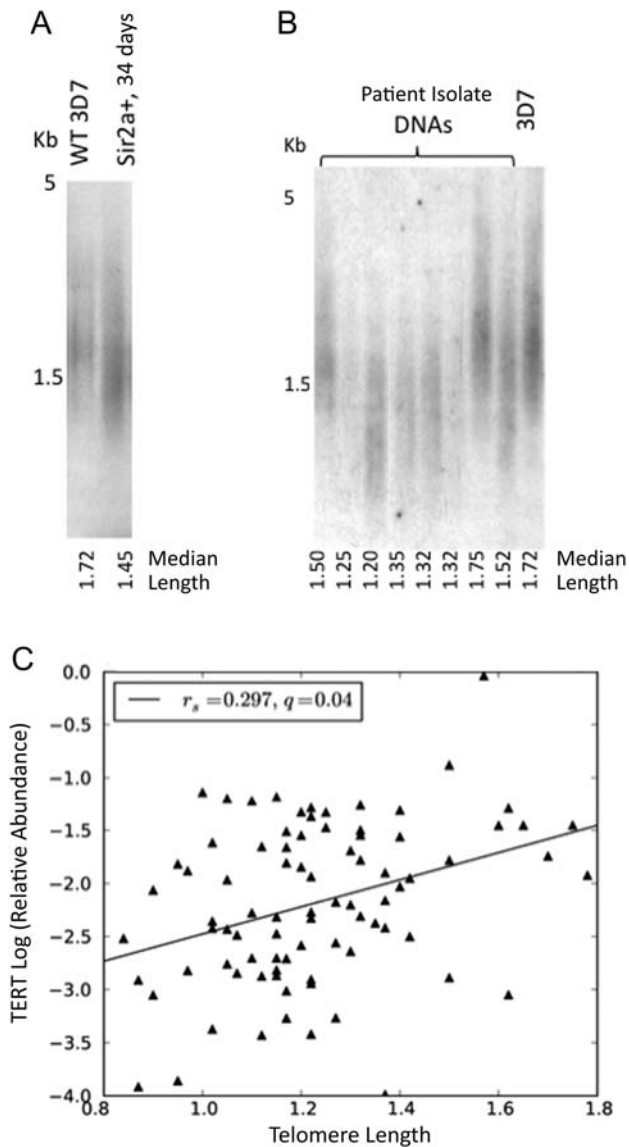 A
WT 3D7
Sir2a+, 34 days
Kb
5
1.5
1.72
1.45
Median
Length
B
Patient Isolate
DNAs
3D7
Kb
5
1.5
1.50
1.25
1.20
1.35
1.32
1.32
1.75
1.52
1.72
Median
Length
C
r_s = 0.297, q = 0.04
TERT Log (Relative Abundance)
0.0
−0.5
−1.0
−1.5
−2.0
−2.5
−3.0
−3.5
−4.0
0.8 1.0 1.2 1.4 1.6 1.8
Telomere Length